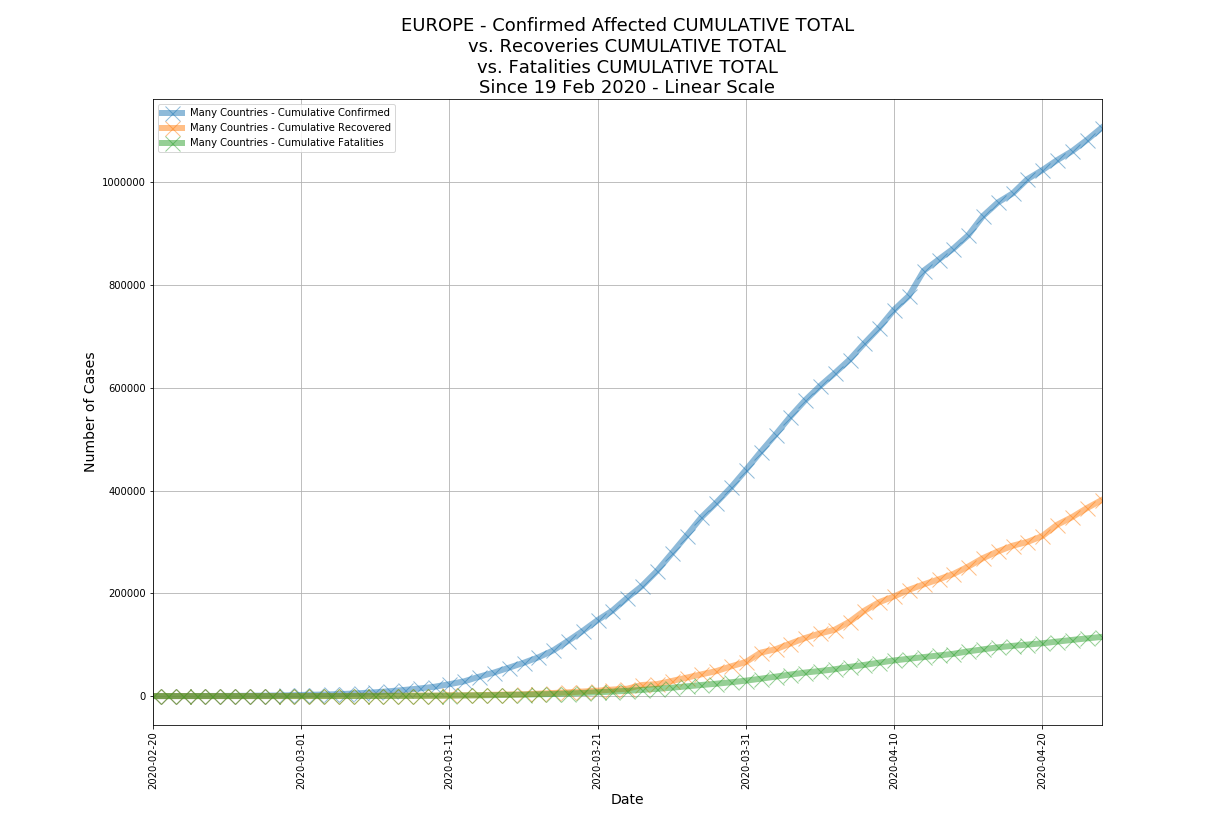 EUROPE - Confirmed Affected CUMULATIVE TOTAL
vs. Recoveries CUMULATIVE TOTAL
vs. Fatalities CUMULATIVE TOTAL
Since 19 Feb 2020 - Linear Scale
Many Countries - Cumulative Confirmed
Many Countries - Cumulative Recovered
Many Countries - Cumulative Fatalities
Number of Cases
1000000
800000
600000
400000
200000
0
2020-02-20
2020-03-01
2020-03-11
2020-03-21
2020-03-31
2020-04-10
2020-04-20
Date